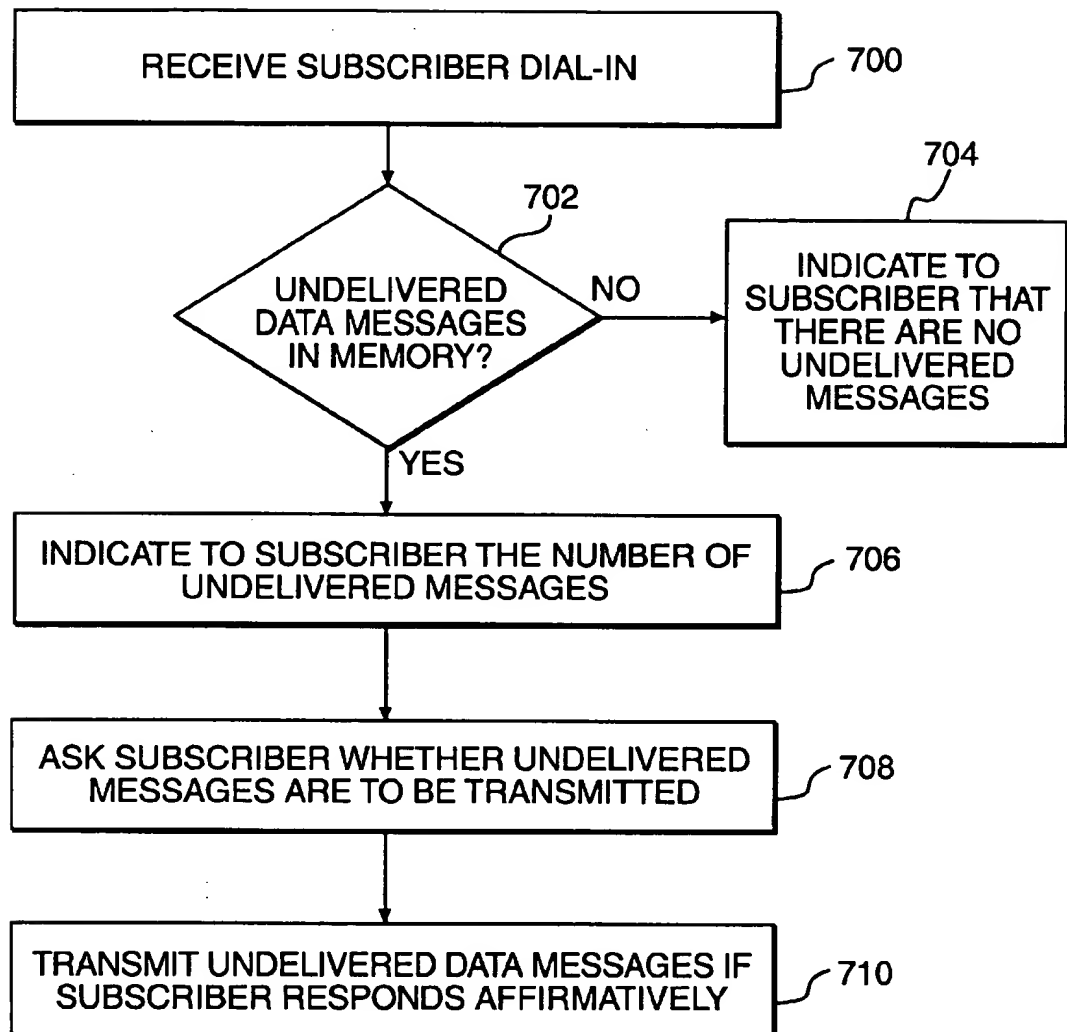 RECEIVE SUBSCRIBER DIAL-IN
700
702
704
UNDELIVERED
DATA MESSAGES
IN MEMORY?
NO
INDICATE TO
SUBSCRIBER THAT
THERE ARE NO
UNDELIVERED
MESSAGES
YES
INDICATE TO SUBSCRIBER THE NUMBER OF
UNDELIVERED MESSAGES
706
ASK SUBSCRIBER WHETHER UNDELIVERED
MESSAGES ARE TO BE TRANSMITTED
708
TRANSMIT UNDELIVERED DATA MESSAGES IF
SUBSCRIBER RESPONDS AFFIRMATIVELY
710